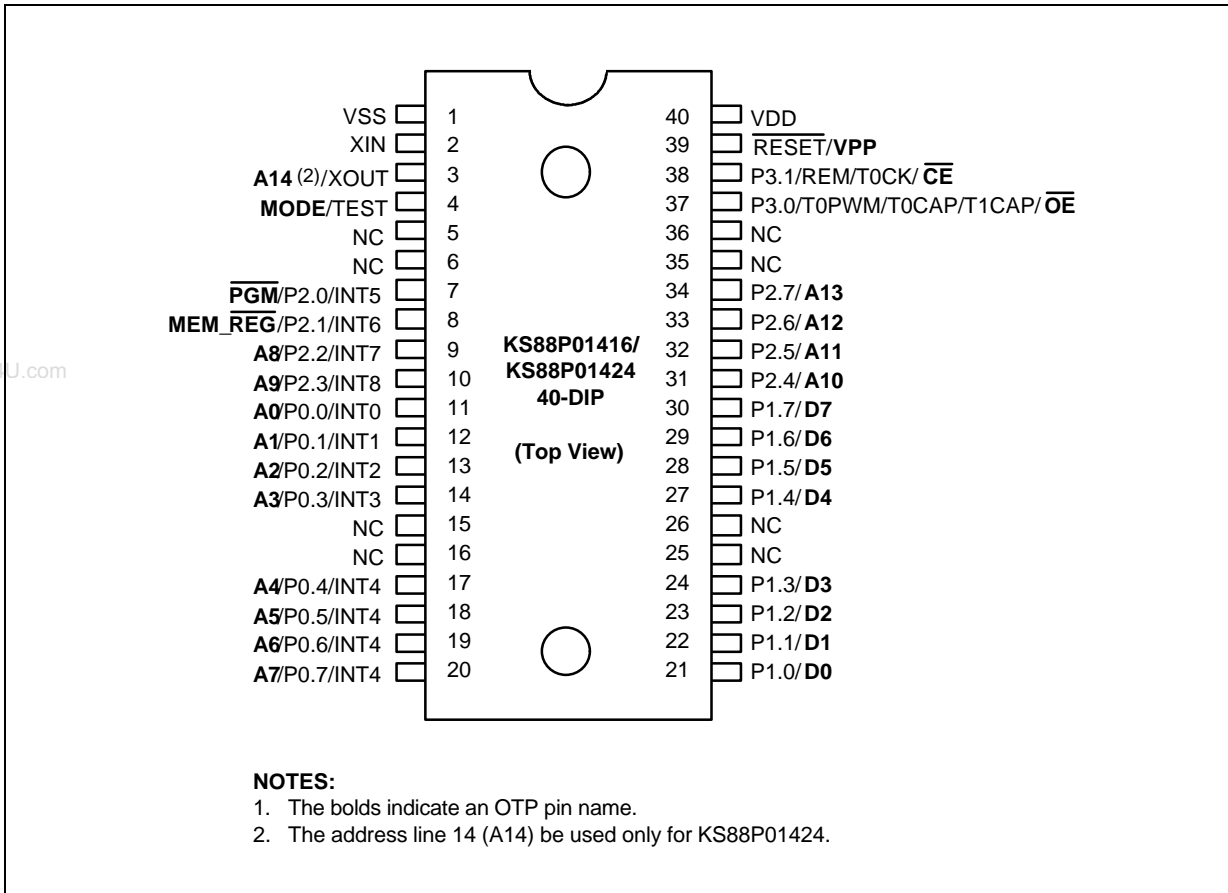 VSS 1 40 VDD
XIN 2 39 RESET/VPP
A14 (2)/XOUT 3 38 P3.1/REM/T0CK/ CE
MODE/TEST 4 37 P3.0/T0PWM/T0CAP/T1CAP/ OE
NC 5 36 NC
NC 6 35 NC
PGM/P2.0/INT5 7 34 P2.7/ A13
MEM_REG/P2.1/INT6 8 33 P2.6/ A12
A8/P2.2/INT7 9 32 P2.5/ A11
A9/P2.3/INT8 10 31 P2.4/ A10
A0/P0.0/INT0 11 30 P1.7/ D7
A1/P0.1/INT1 12 29 P1.6/ D6
A2/P0.2/INT2 13 28 P1.5/ D5
A3/P0.3/INT3 14 27 P1.4/ D4
NC 15 26 NC
NC 16 25 NC
A4/P0.4/INT4 17 24 P1.3/ D3
A5/P0.5/INT4 18 23 P1.2/ D2
A6/P0.6/INT4 19 22 P1.1/ D1
A7/P0.7/INT4 20 21 P1.0/ D0
KS88P01416/
KS88P01424
40-DIP
(Top View)
4U.com
NOTES:
1. The bolds indicate an OTP pin name.
2. The address line 14 (A14) be used only for KS88P01424.